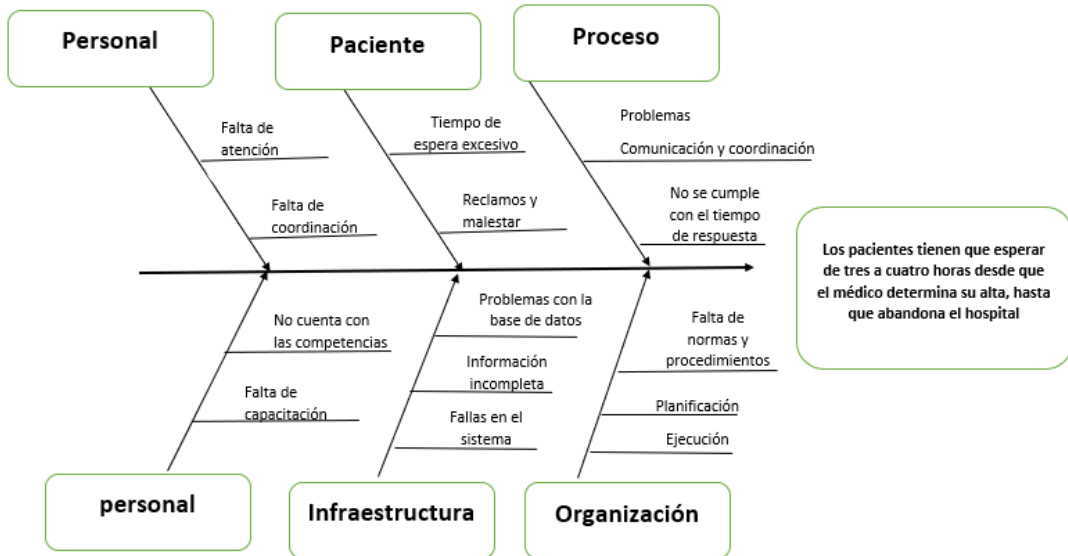 Personal
Paciente
Proceso
Falta de
atención
Falta de
coordinación
Tiempo de
espera excesivo
Reclamos y
malestar
Problemas
Comunicación y coordinación
No se cumple
con el tiempo
de respuesta
Los pacientes tienen que esperar
de tres a cuatro horas desde que
el médico determina su alta, hasta
que abandona el hospital
No cuenta con
las competencias
Falta de
capacitación
Problemas con la
base de datos
Información
incompleta
Fallas en el
sistema
Falta de
normas y
procedimientos
Planificación
Ejecución
personal
Infraestructura
Organización